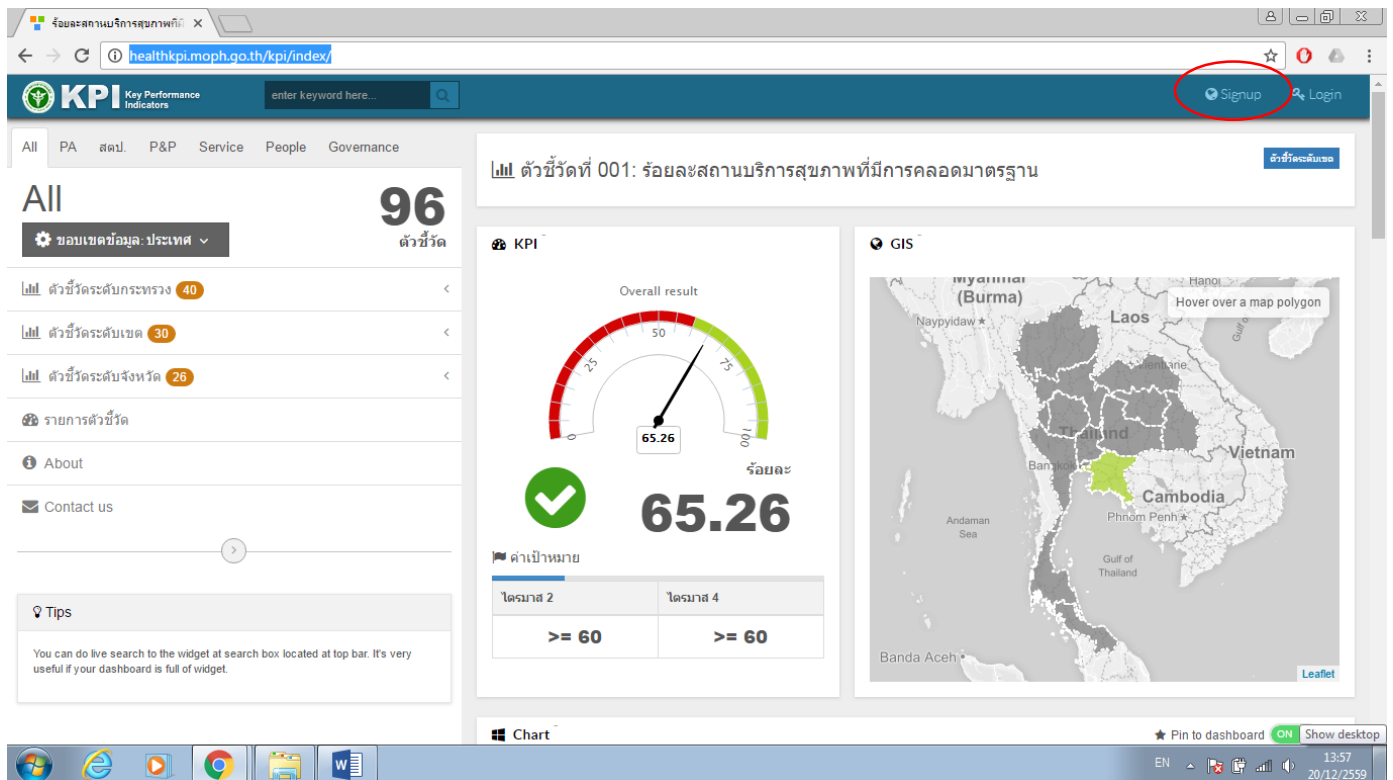 ร้อยละสถานบริการสุขภาพที่มี
healthkpi.moph.go.th/kpi/index/
KPI Key Performance Indicators
enter keyword here...
Signup
Login
All PA สตป. P&P Service People Governance
All
96
ขอบเขตข้อมูล: ประเทศ
ตัวชี้วัด
ตัวชี้วัดระดับกระทรวง 40
ตัวชี้วัดระดับเขต 30
ตัวชี้วัดระดับจังหวัด 26
รายการตัวชี้วัด
About
Contact us
Tips
You can do live search to the widget at search box located at top bar. It's very
useful if your dashboard is full of widget.
ตัวชี้วัดที่ 001: ร้อยละสถานบริการสุขภาพที่มีการคลอดมาตรฐาน
ตัวชี้วัดระดับเขต
KPI
Overall result
0 25 50 75 100
65.26
ร้อยละ
65.26
ค่าเป้าหมาย
ไตรมาส 2 ไตรมาส 4
>= 60 >= 60
GIS
Hover over a map polygon
Myanmar
(Burma)
Naypyidaw
Hanoi
Laos
Vientiane
Thailand
Bangkok
Vietnam
Cambodia
Phnom Penh
Andaman
Sea
Gulf of
Thailand
Banda Aceh
Leaflet
Chart
Pin to dashboard ON
Show desktop
EN
13:57
20/12/2559